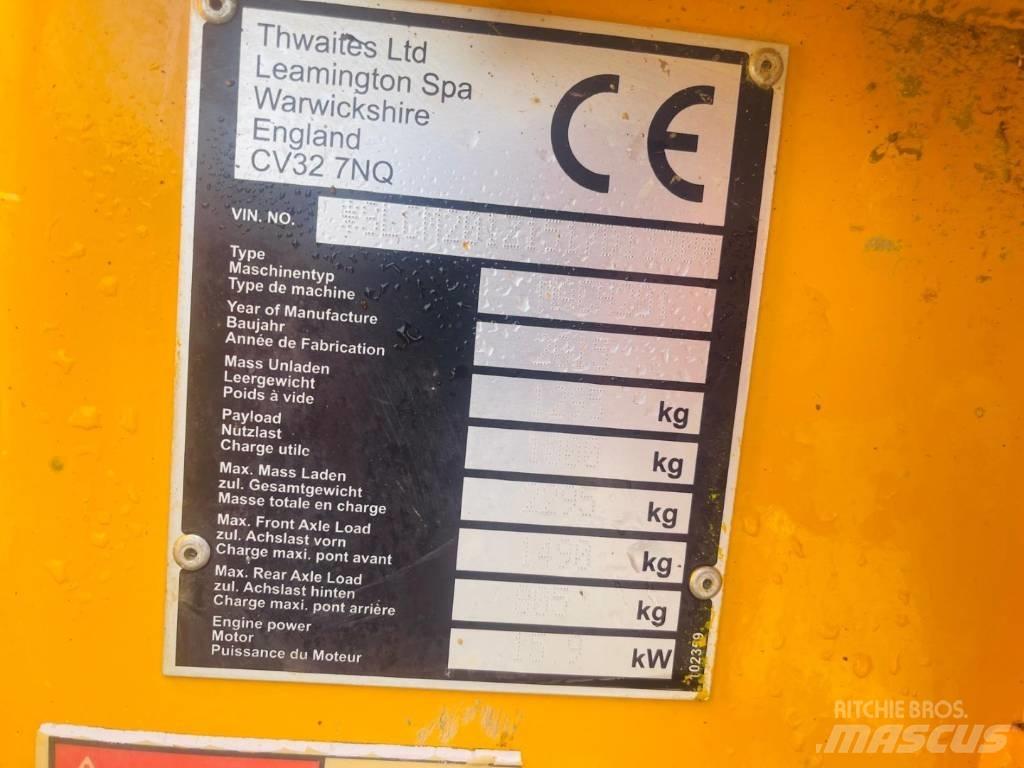 Thwaites Ltd
Leamington Spa
Warwickshire
England
CV32 7NQ
CE
VIN. NO.
Type
Maschinentyp
Type de machine
Year of Manufacture
Baujahr
Année de Fabrication
Mass Unladen
Leergewicht
Poids à vide
kg
Payload
Nutzlast
Charge utile
kg
Max. Mass Laden
zul. Gesamtgewicht
Masse totale en charge
kg
Max. Front Axle Load
zul. Achslast vorn
Charge maxi. pont avant
1490 kg
Max. Rear Axle Load
zul. Achslast hinten
Charge maxi. pont arrière
kg
Engine power
Motor
Puissance du Moteur
kW
102359
RITCHIE BROS.
MASCUS